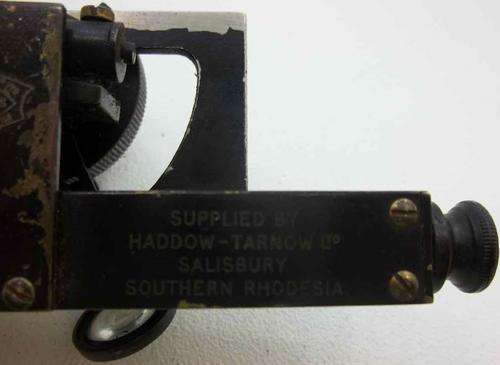 SUPPLIED BY
HADDOW-TARNOW LTD
SALISBURY
SOUTHERN RHODESIA